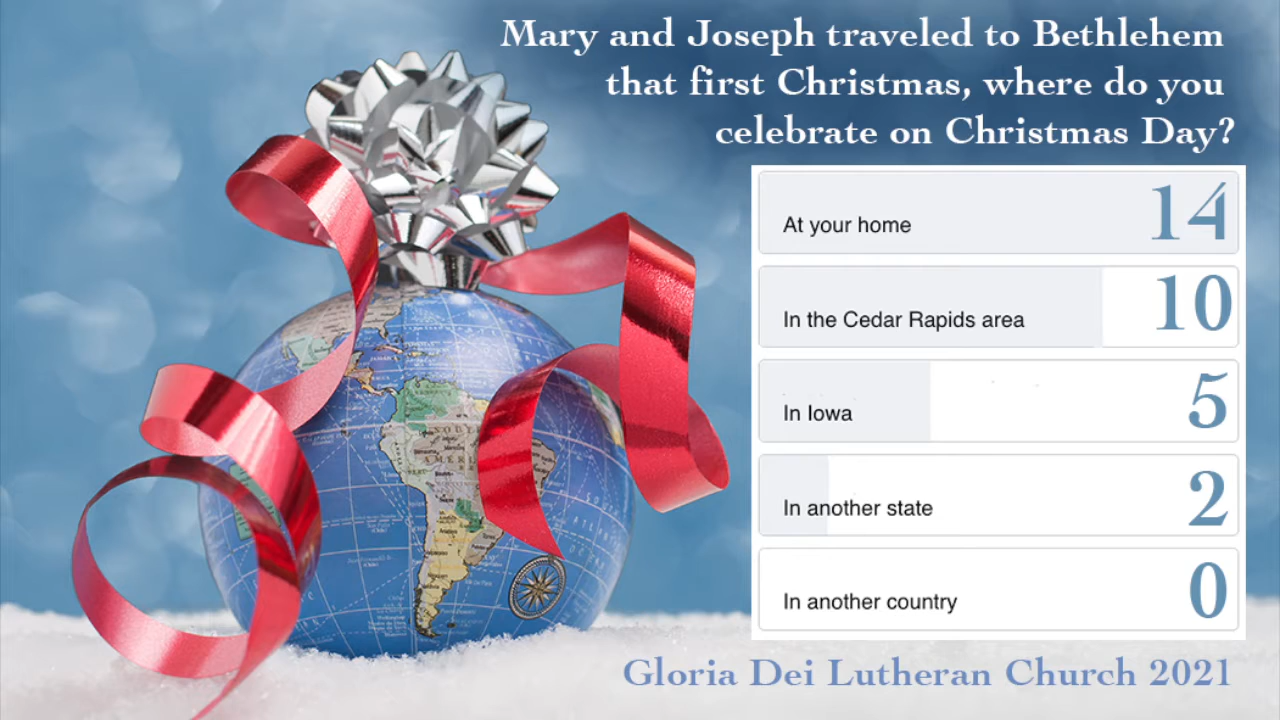 Mary and Joseph traveled to Bethlehem
that first Christmas, where do you
celebrate on Christmas Day?
At your home 14
In the Cedar Rapids area 10
In Iowa 5
In another state 2
In another country 0
Gloria Dei Lutheran Church 2021